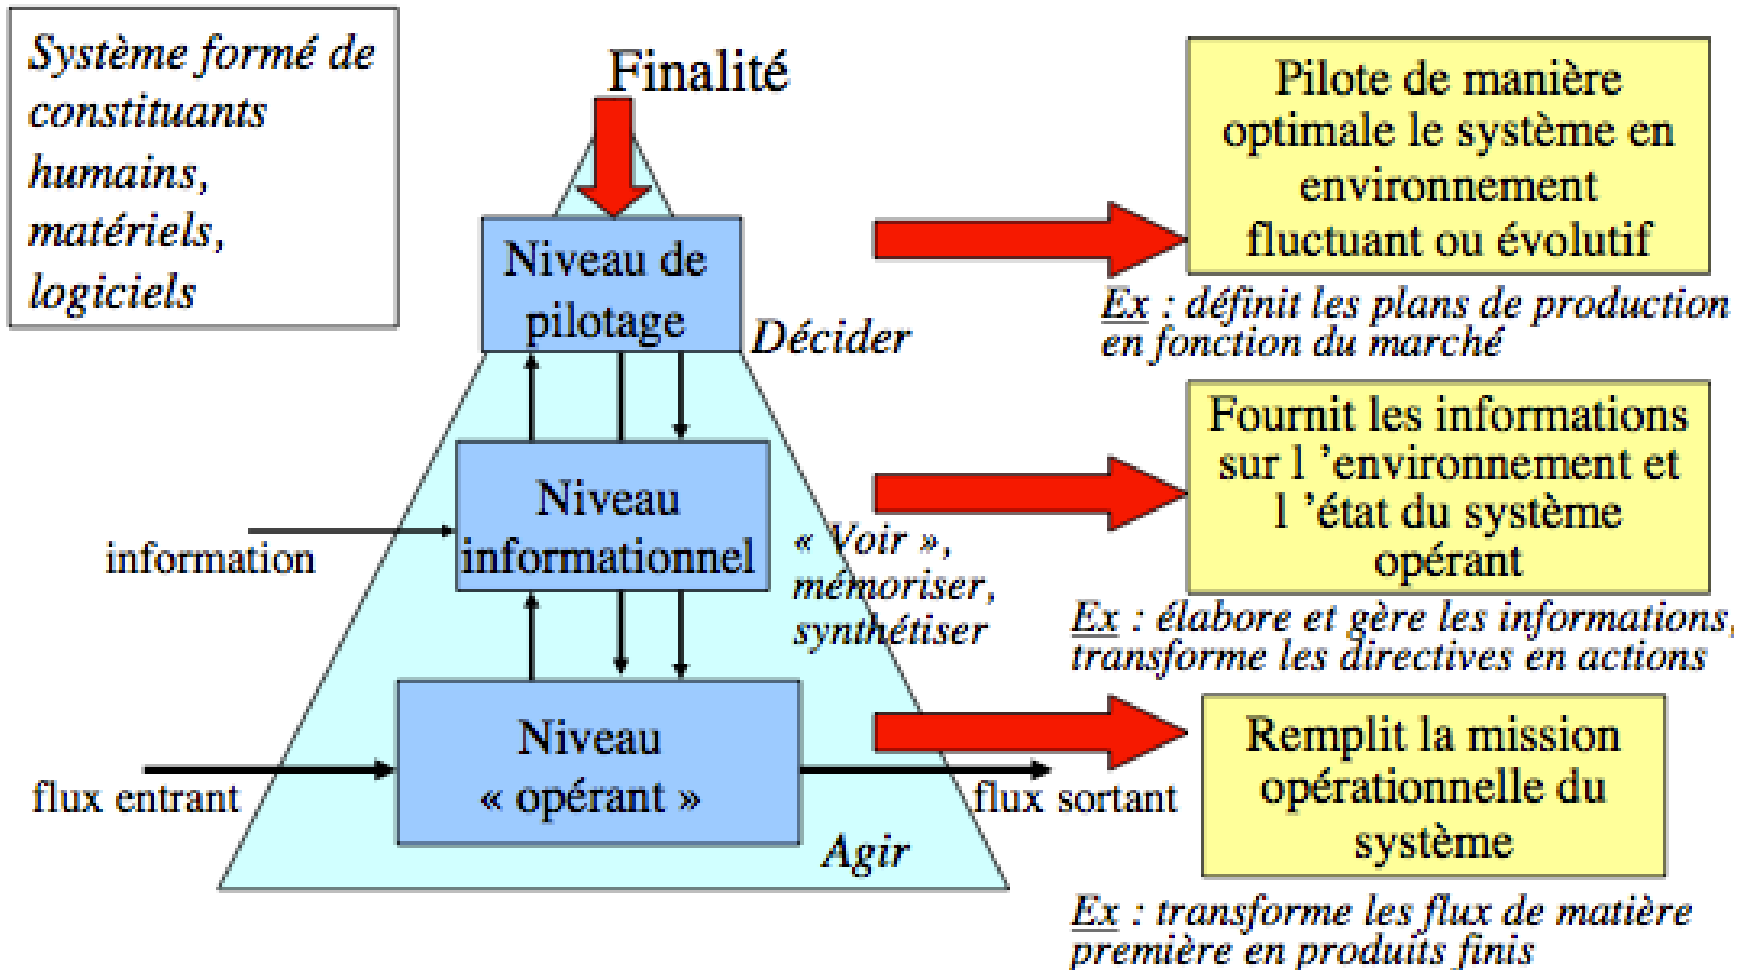 Système formé de
constituants
humains,
matériels,
logiciels
Finalité
Niveau de
pilotage
Décider
Pilote de manière
optimale le système en
environnement
fluctuant ou évolutif
Ex : définit les plans de production
en fonction du marché
information
Niveau
informationnel
« Voir »,
mémoriser,
synthétiser
Fournit les informations
sur l ’environnement et
l ’état du système
opérant
Ex : élabore et gère les informations,
transforme les directives en actions
flux entrant
Niveau
« opérant »
flux sortant
Agir
Remplit la mission
opérationnelle du
système
Ex : transforme les flux de matière
première en produits finis